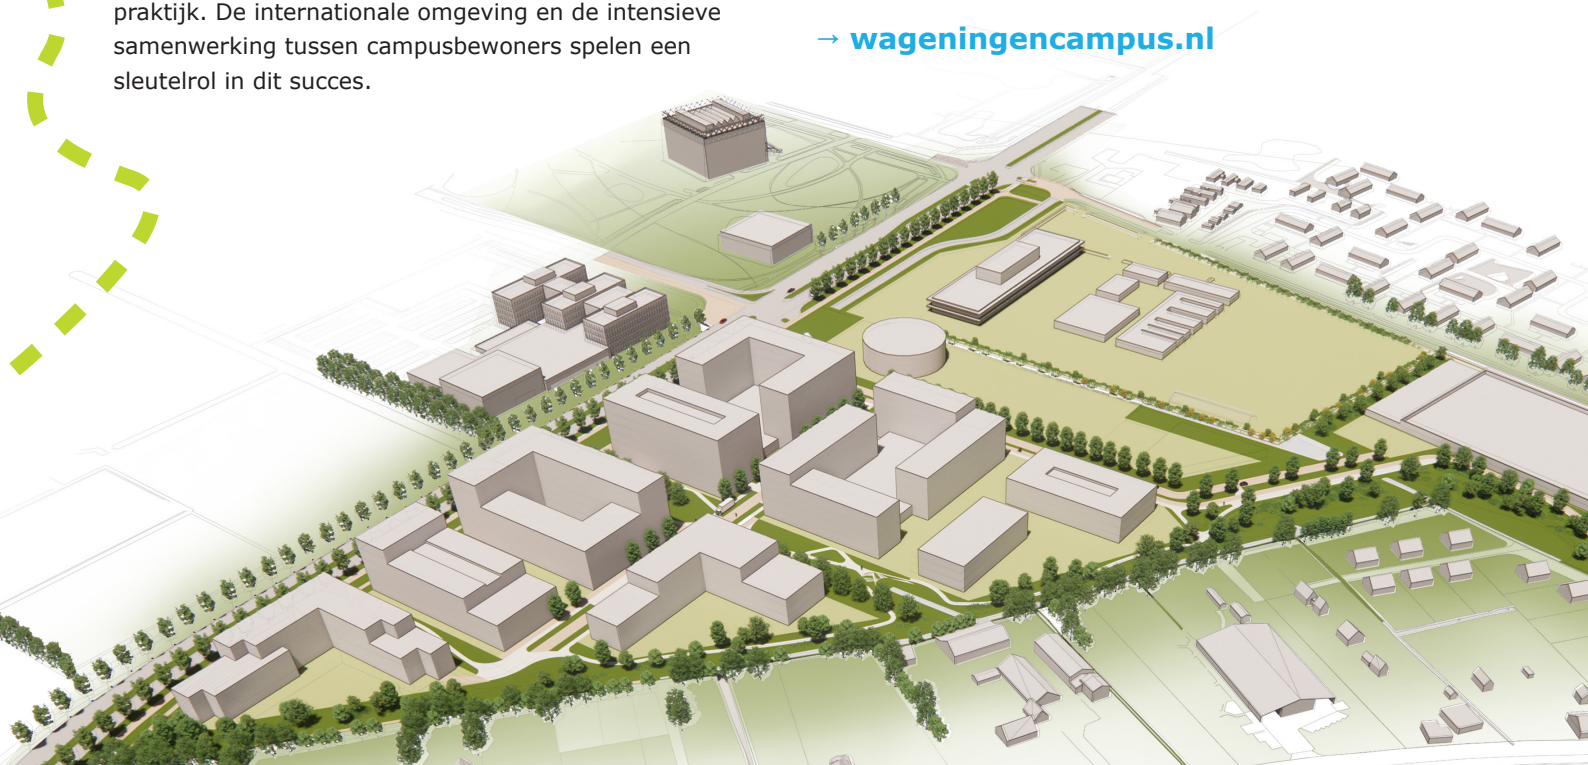 praktijk. De internationale omgeving en de intensieve
samenwerking tussen campusbewoners spelen een
sleutelrol in dit succes.
→ wageningencampus.nl